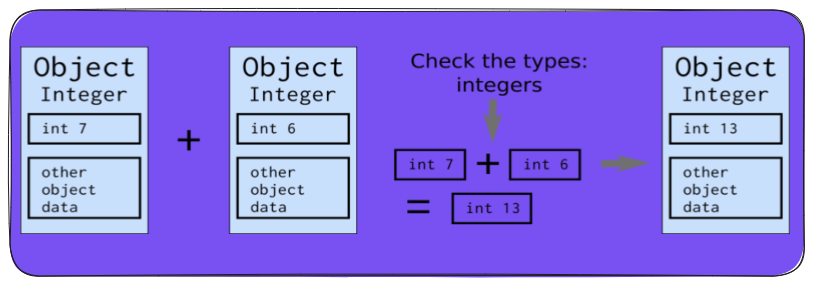 Object
Integer
int 7
other
object
data
+
Object
Integer
int 6
other
object
data
Check the types:
integers
int 7 + int 6
= int 13
Object
Integer
int 13
other
object
data